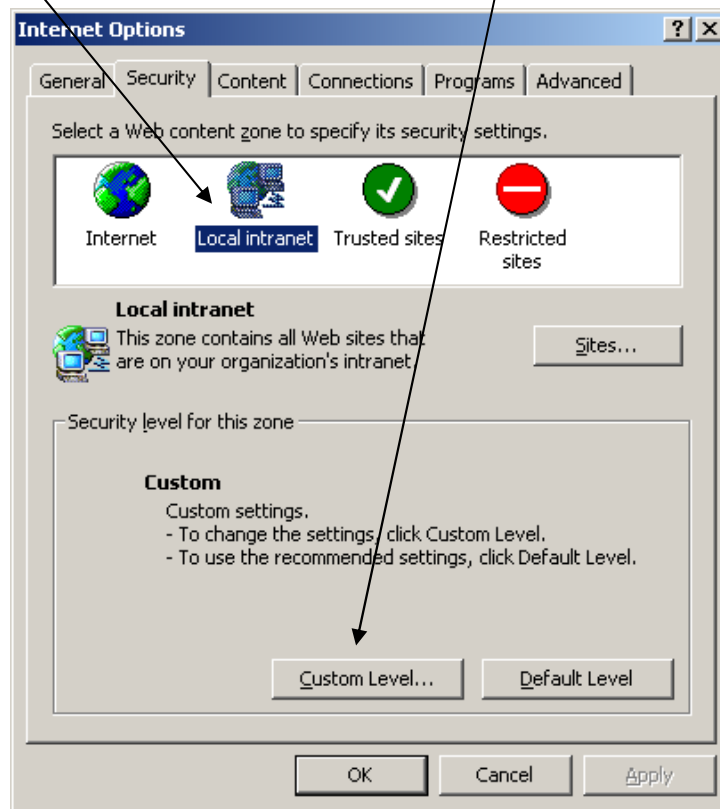 Internet Options
General Security Content Connections Programs Advanced
Select a Web content zone to specify its security settings.
Internet Local intranet Trusted sites Restricted
sites
Local intranet
This zone contains all Web sites that
are on your organization's intranet.
Sites...
Security level for this zone
Custom
Custom settings.
- To change the settings, click Custom Level.
- To use the recommended settings, click Default Level.
Custom Level... Default Level
OK Cancel Apply